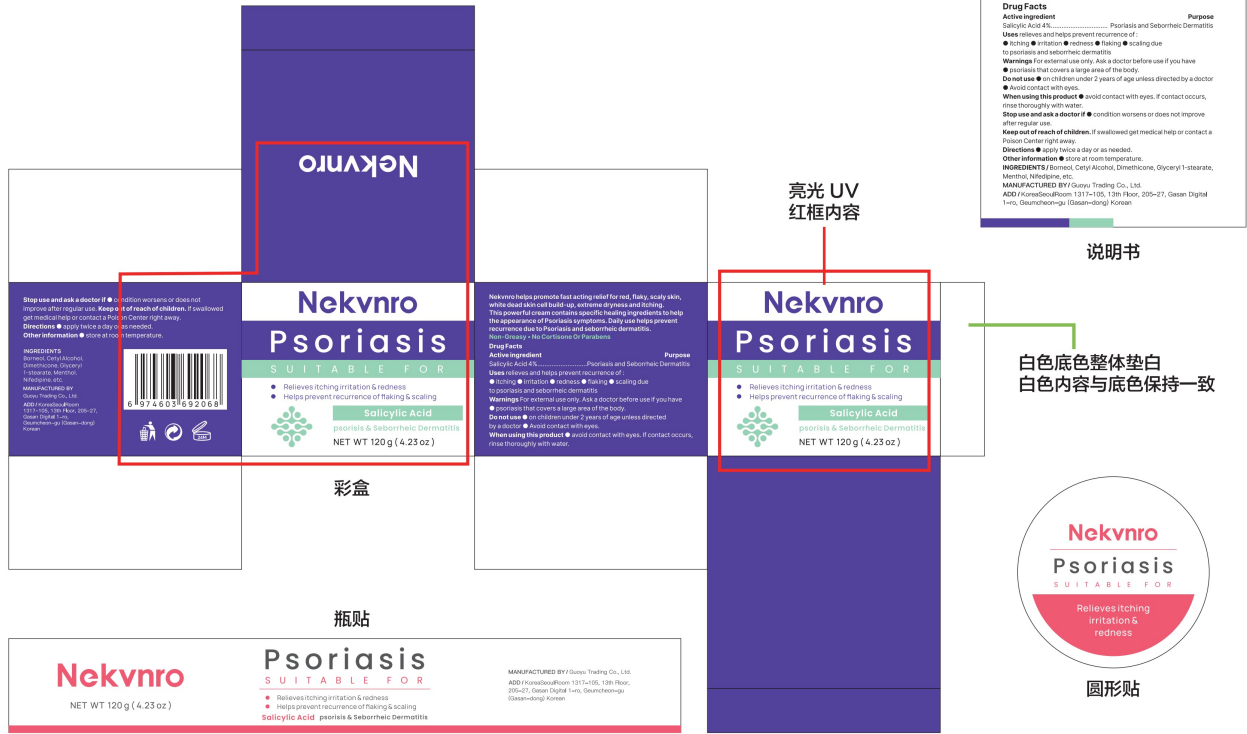 Drug Facts
Active ingredient Purpose
Salicylic Acid 4%.............................. Psoriasis and Seborrheic Dermatitis
Uses relieves and helps prevent recurrence of :
● itching ● irritation ● redness ● flaking ● scaling due
to psoriasis and seborrheic dermatitis
Warnings For external use only. Ask a doctor before use if you have
● psoriasis that covers a large area of the body.
Do not use ● on children under 2 years of age unless directed by a doctor
● Avoid contact with eyes.
When using this product ● avoid contact with eyes. If contact occurs,
rinse thoroughly with water.
Stop use and ask a doctor if ● condition worsens or does not improve
after regular use.
Keep out of reach of children. If swallowed get medical help or contact a
Poison Center right away.
Directions ● apply twice a day or as needed.
Other information ● store at room temperature.
INGREDIENTS / Borneol, Cetyl Alcohol, Dimethicone, Glyceryl 1-stearate,
Menthol, Nifedipine, etc.
MANUFACTURED BY / Guoyu Trading Co., Ltd.
ADD / KoreaSeoulRoom 1317-105, 13th Floor, 205-27, Gasan Digital
1-ro, Geumcheon-gu (Gasan-dong) Korean
说明书
Nekvnro
亮光 UV
红框内容
Stop use and ask a doctor if ● condition worsens or does not
improve after regular use. Keep out of reach of children. If swallowed
get medical help or contact a Poison Center right away.
Directions ● apply twice a day or as needed.
Other information ● store at room temperature.
INGREDIENTS
Borneol, Cetyl Alcohol,
Dimethicone, Glyceryl
1-stearate, Menthol,
Nifedipine, etc
MANUFACTURED BY
Guoyu Trading Co., Ltd.
ADD / KoreaSeoulRoom
1317-105, 13th Floor, 205-27,
Gasan Digital 1-ro,
Geumcheon-gu (Gasan-dong)
Korean
6 974603 692068
24M
Nekvnro
Psoriasis
SUITABLE FOR
● Relieves itching irritation & redness
● Helps prevent recurrence of flaking & scaling
Salicylic Acid
psorisis & Seborrheic Dermatitis
NET WT 120 g ( 4.23 oz )
Nekvnro helps promote fast acting relief for red, flaky, scaly skin,
white dead skin cell build-up, extreme dryness and itching.
This powerful cream contains specific healing ingredients to help
the appearance of Psoriasis symptoms. Daily use helps prevent
recurrence due to Psoriasis and seborrheic dermatitis.
Non-Greasy • No Cortisone Or Parabens
Drug Facts
Active ingredient Purpose
Salicylic Acid 4%..............................Psoriasis and Seborrheic Dermatitis
Uses relieves and helps prevent recurrence of :
● itching ● irritation ● redness ● flaking ● scaling due
to psoriasis and seborrheic dermatitis
Warnings For external use only. Ask a doctor before use if you have
● psoriasis that covers a large area of the body.
Do not use ● on children under 2 years of age unless directed
by a doctor ● Avoid contact with eyes.
When using this product ● avoid contact with eyes. If contact occurs,
rinse thoroughly with water.
Nekvnro
Psoriasis
SUITABLE FOR
● Relieves itching irritation & redness
● Helps prevent recurrence of flaking & scaling
Salicylic Acid
psorisis & Seborrheic Dermatitis
NET WT 120 g ( 4.23 oz )
白色底色整体垫白
白色内容与底色保持一致
彩盒
Nekvnro
Psoriasis
SUITABLE FOR
Relieves itching
irritation &
redness
圆形贴
瓶贴
Nekvnro
NET WT 120 g ( 4.23 oz )
Psoriasis
SUITABLE FOR
● Relieves itching irritation & redness
● Helps prevent recurrence of flaking & scaling
Salicylic Acid psorisis & Seborrheic Dermatitis
MANUFACTURED BY / Guoyu Trading Co., Ltd.
ADD / KoreaSeoulRoom 1317-105, 13th Floor,
205-27, Gasan Digital 1-ro, Geumcheon-gu
(Gasan-dong) Korean